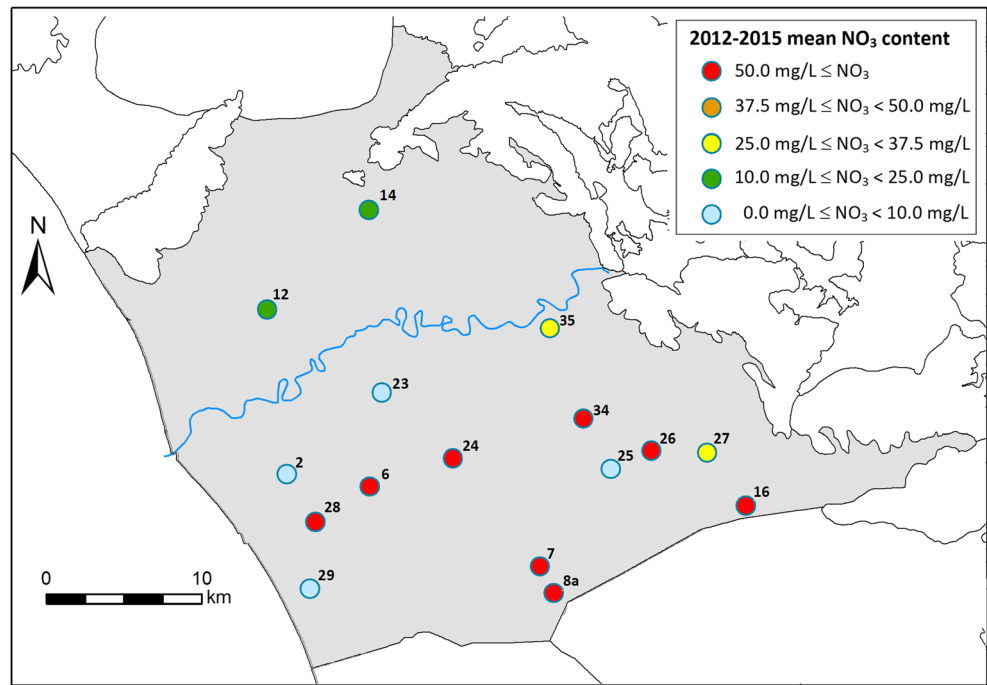 2012-2015 mean NO₃ content
50.0 mg/L ≤ NO₃
37.5 mg/L ≤ NO₃ < 50.0 mg/L
25.0 mg/L ≤ NO₃ < 37.5 mg/L
10.0 mg/L ≤ NO₃ < 25.0 mg/L
0.0 mg/L ≤ NO₃ < 10.0 mg/L
14
N
12
35
23
34
26
27
24
25
2
6
16
28
7
8a
29
0 10
km